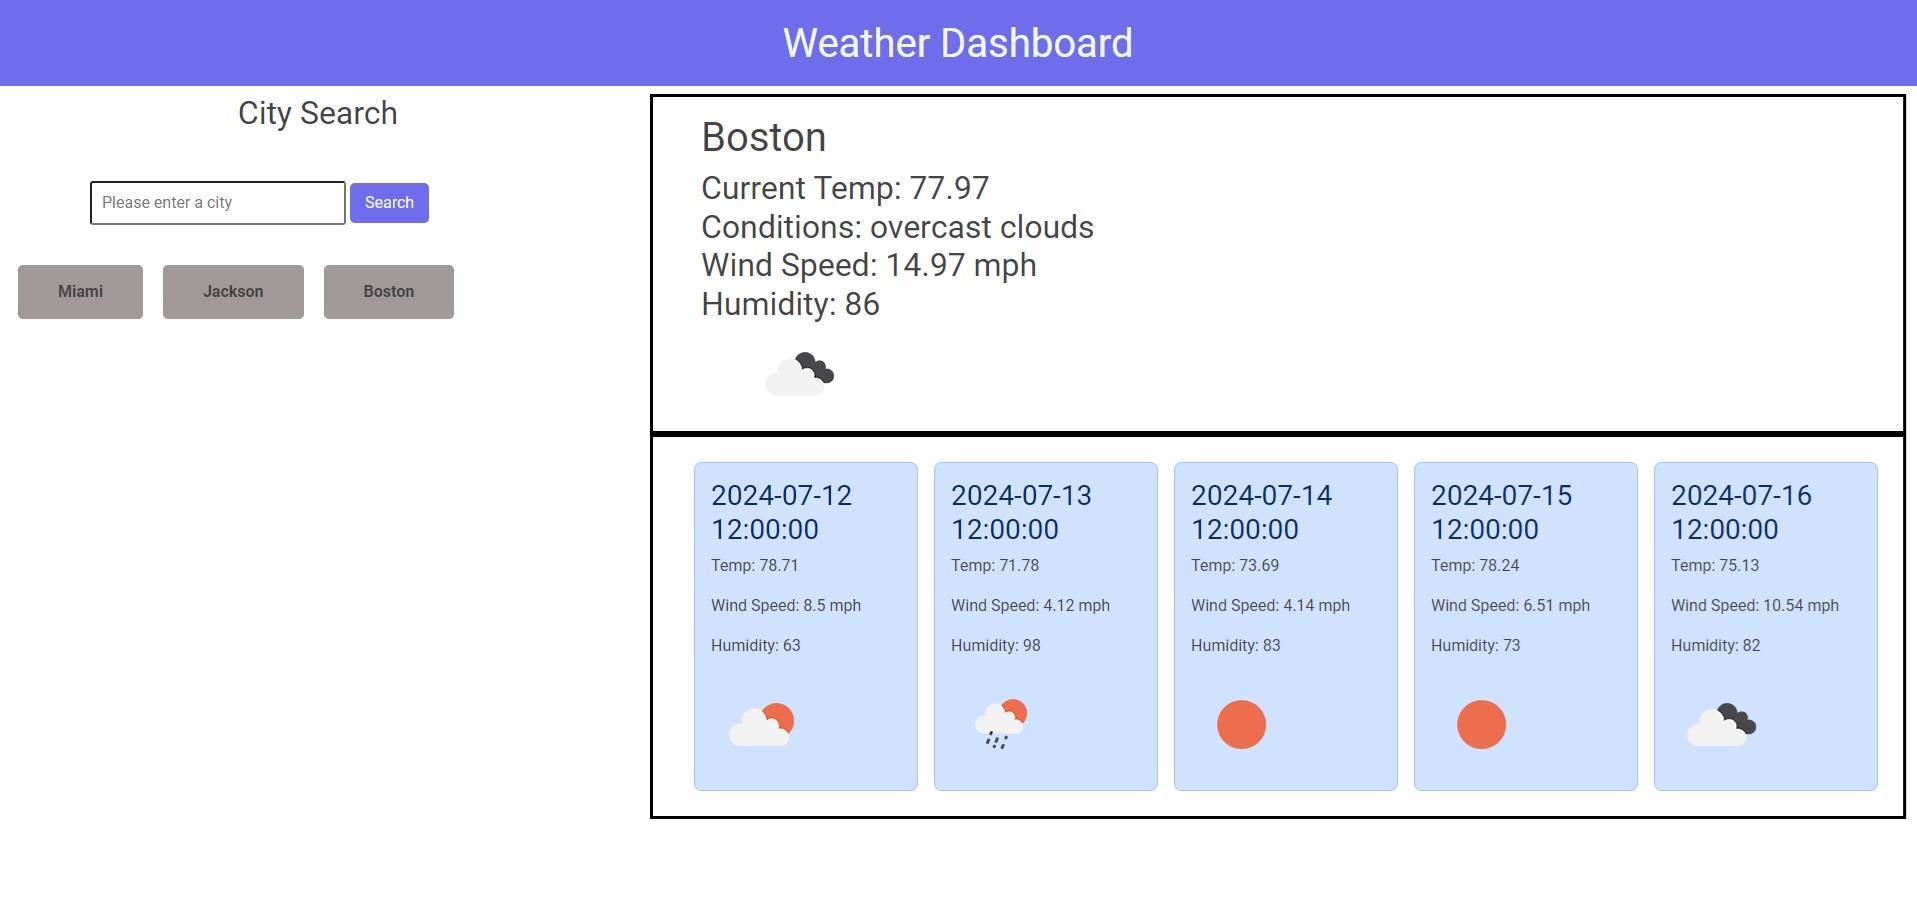 Weather Dashboard
City Search
Please enter a city
Search
Miami
Jackson
Boston
Boston
Current Temp: 77.97
Conditions: overcast clouds
Wind Speed: 14.97 mph
Humidity: 86
2024-07-12
12:00:00
Temp: 78.71
Wind Speed: 8.5 mph
Humidity: 63
2024-07-13
12:00:00
Temp: 71.78
Wind Speed: 4.12 mph
Humidity: 98
2024-07-14
12:00:00
Temp: 73.69
Wind Speed: 4.14 mph
Humidity: 83
2024-07-15
12:00:00
Temp: 78.24
Wind Speed: 6.51 mph
Humidity: 73
2024-07-16
12:00:00
Temp: 75.13
Wind Speed: 10.54 mph
Humidity: 82